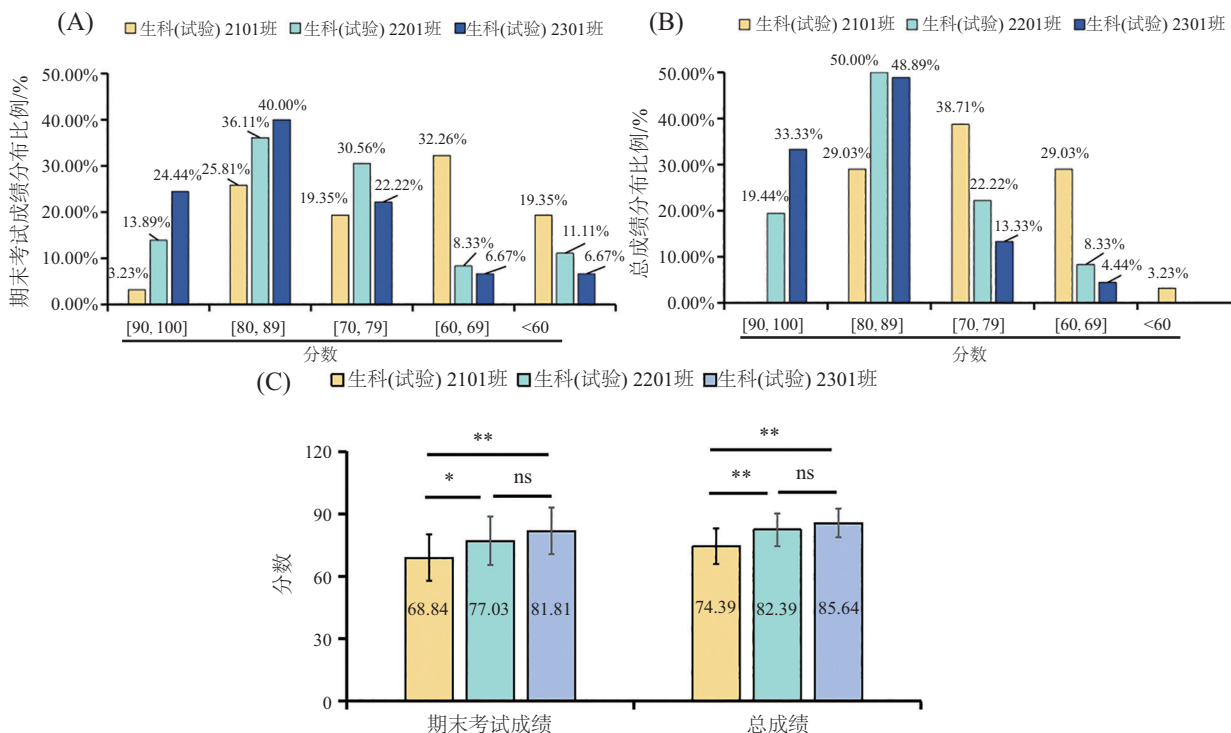 (A)
生科(试验) 2101班 生科(试验) 2201班 生科(试验) 2301班
期末考试成绩分布比例/%
50.00%
40.00%
30.00%
20.00%
10.00%
0.00%
3.23%
13.89%
24.44%
25.81%
36.11%
40.00%
19.35%
30.56%
22.22%
32.26%
8.33%
6.67%
19.35%
11.11%
6.67%
[90, 100] [80, 89] [70, 79] [60, 69] <60
分数
(B)
生科(试验) 2101班 生科(试验) 2201班 生科(试验) 2301班
总成绩分布比例/%
50.00%
40.00%
30.00%
20.00%
10.00%
0.00%
19.44%
33.33%
29.03%
50.00%
48.89%
38.71%
22.22%
13.33%
29.03%
8.33%
4.44%
3.23%
[90, 100] [80, 89] [70, 79] [60, 69] <60
分数
(C)
生科(试验) 2101班 生科(试验) 2201班 生科(试验) 2301班
分数
120
90
60
30
0
**
* ns
68.84 77.03 81.81
**
** ns
74.39 82.39 85.64
期末考试成绩 总成绩